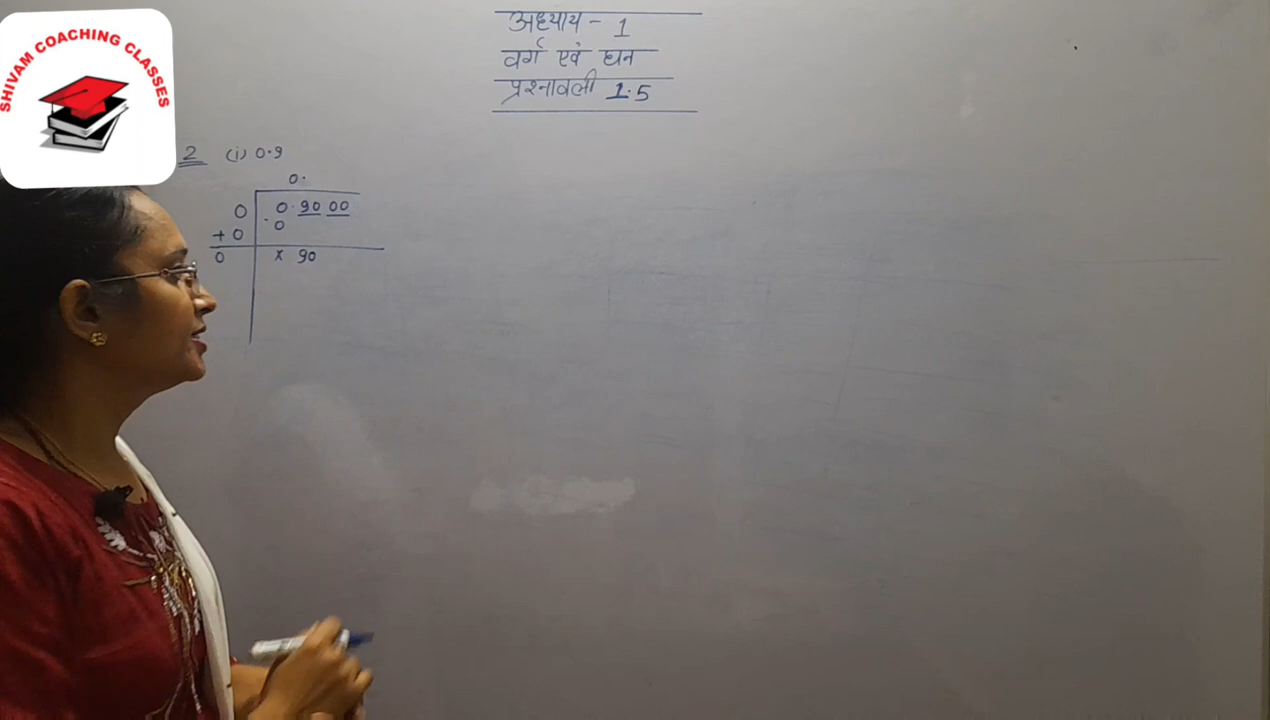 SHIVAM COACHING CLASSES
अध्याय - 1
वर्ग एवं घन
प्रश्नावली 1.5
2 (i) 0.9
0.
0 0.90 00
+ 0 0
0 x 90